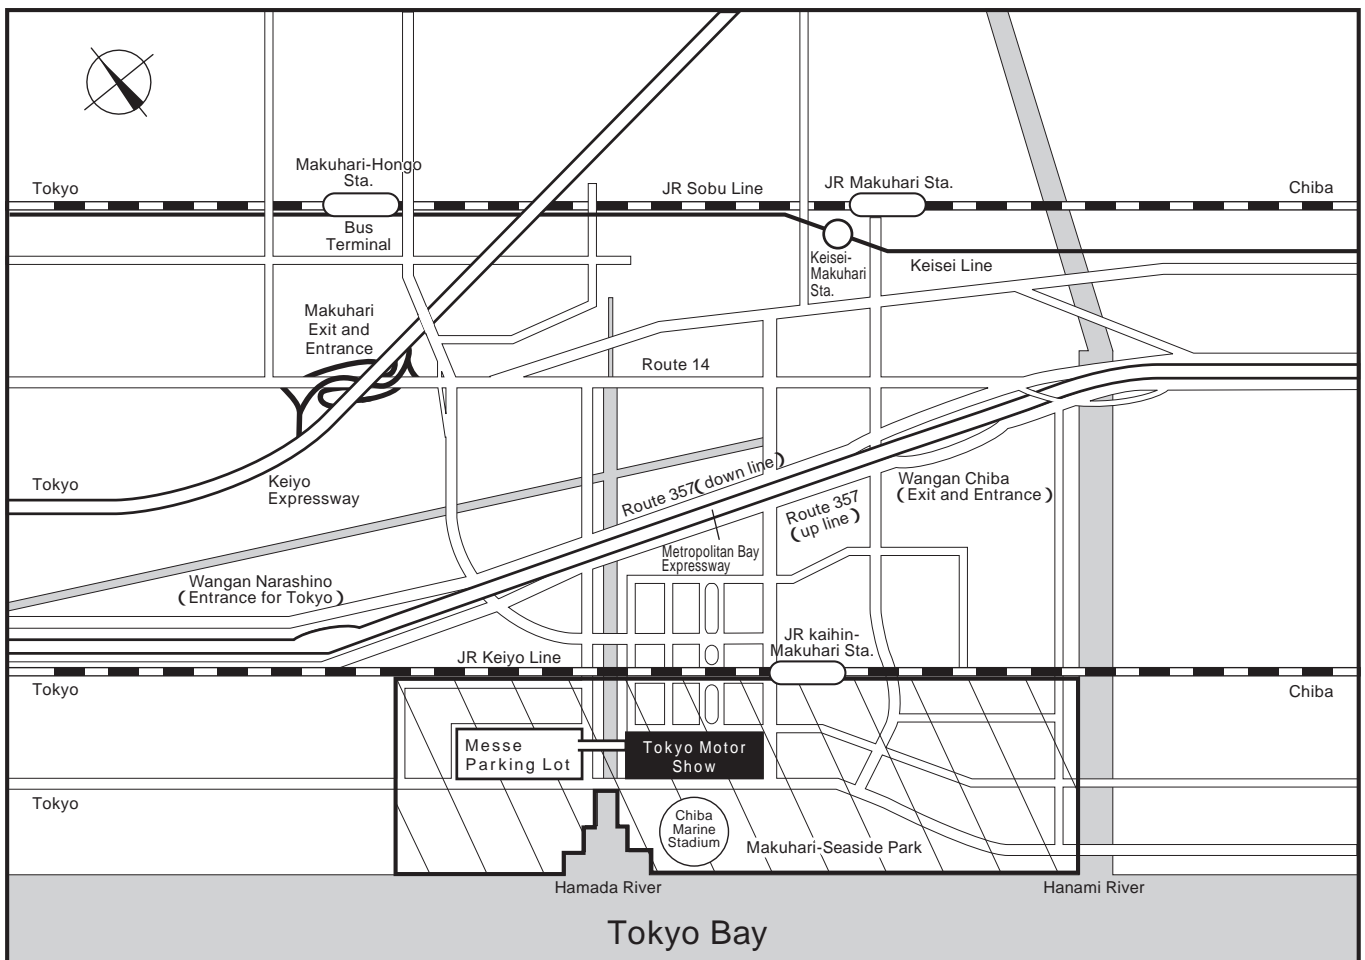 Makuhari-Hongo
Sta.
Tokyo
JR Sobu Line
JR Makuhari Sta.
Chiba
Bus
Terminal
Keisei-
Makuhari
Sta.
Keisei Line
Makuhari
Exit and
Entrance
Route 14
Tokyo
Keiyo
Expressway
Route 357(down line)
Route 357
(up line)
Wangan Chiba
(Exit and Entrance)
Metropolitan Bay
Expressway
Wangan Narashino
(Entrance for Tokyo)
JR Keiyo Line
JR kaihin-
Makuhari Sta.
Tokyo
Chiba
Messe
Parking Lot
Tokyo Motor
Show
Tokyo
Chiba
Marine
Stadium
Makuhari-Seaside Park
Hamada River
Hanami River
Tokyo Bay